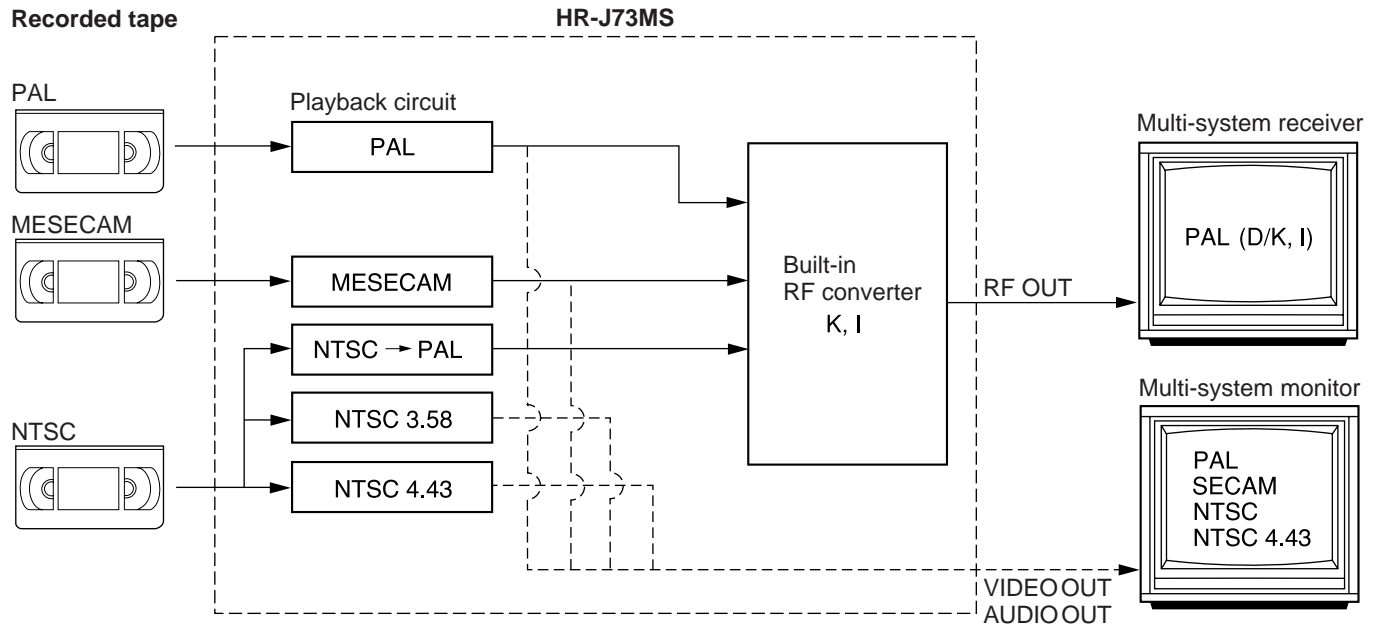 Recorded tape
HR-J73MS
PAL
Playback circuit
PAL
Multi-system receiver
PAL (D/K, I)
MESECAM
MESECAM
Built-in
RF converter
K, I
RF OUT
NTSC → PAL
Multi-system monitor
NTSC
NTSC 3.58
NTSC 4.43
PAL
SECAM
NTSC
NTSC 4.43
VIDEO OUT
AUDIO OUT